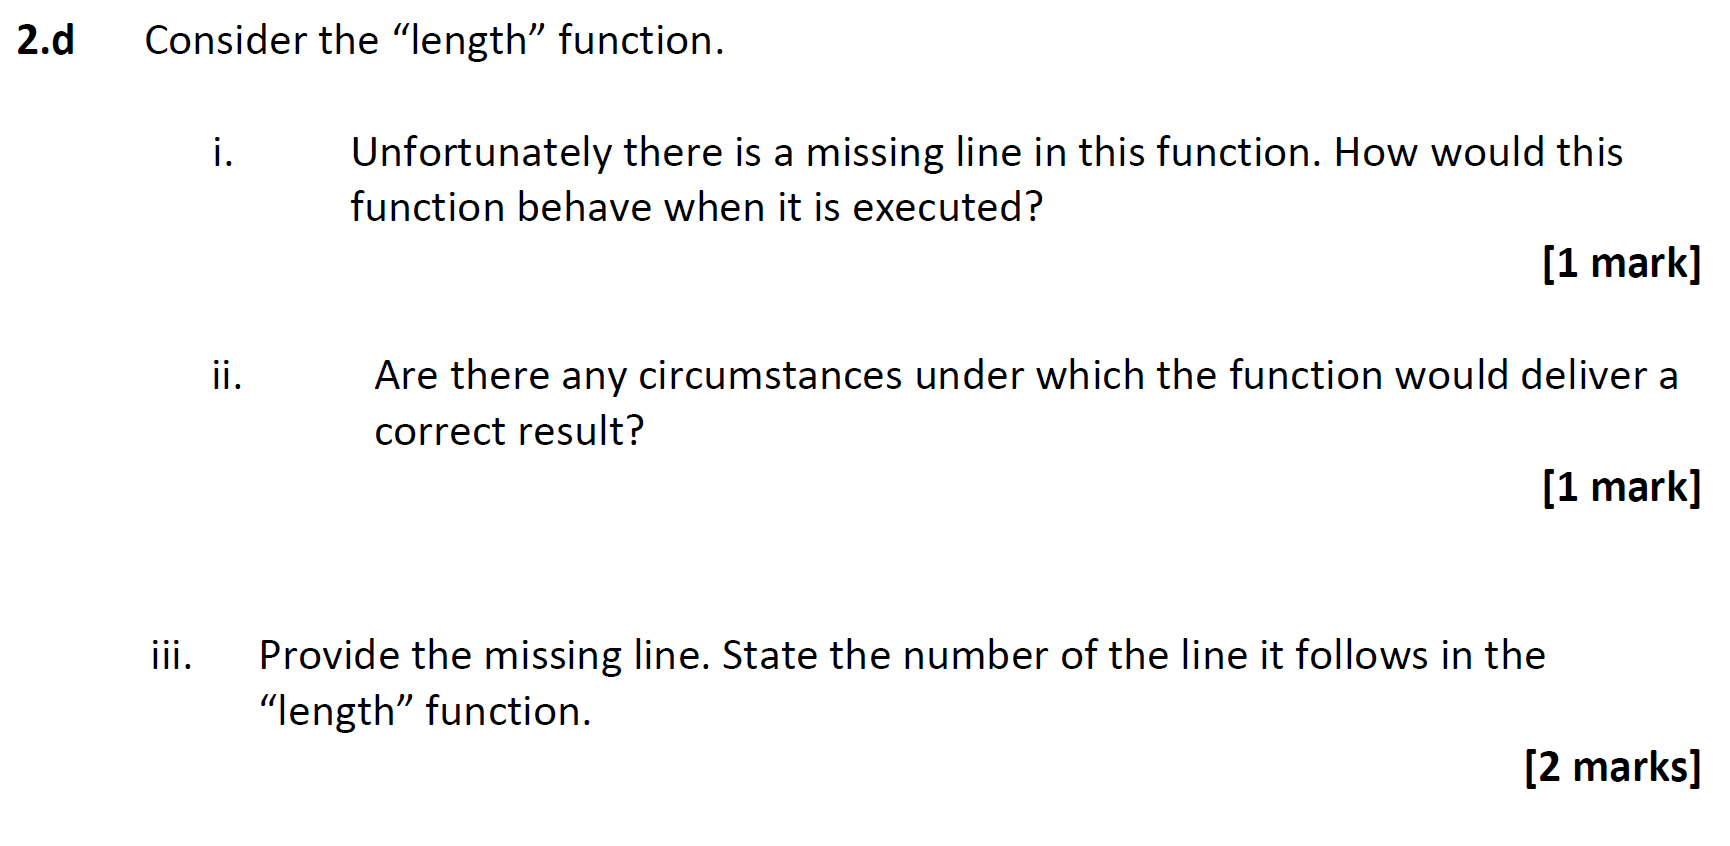 2.d Consider the “length” function.
i. Unfortunately there is a missing line in this function. How would this
function behave when it is executed?
[1 mark]
ii. Are there any circumstances under which the function would deliver a
correct result?
[1 mark]
iii. Provide the missing line. State the number of the line it follows in the
“length” function.
[2 marks]